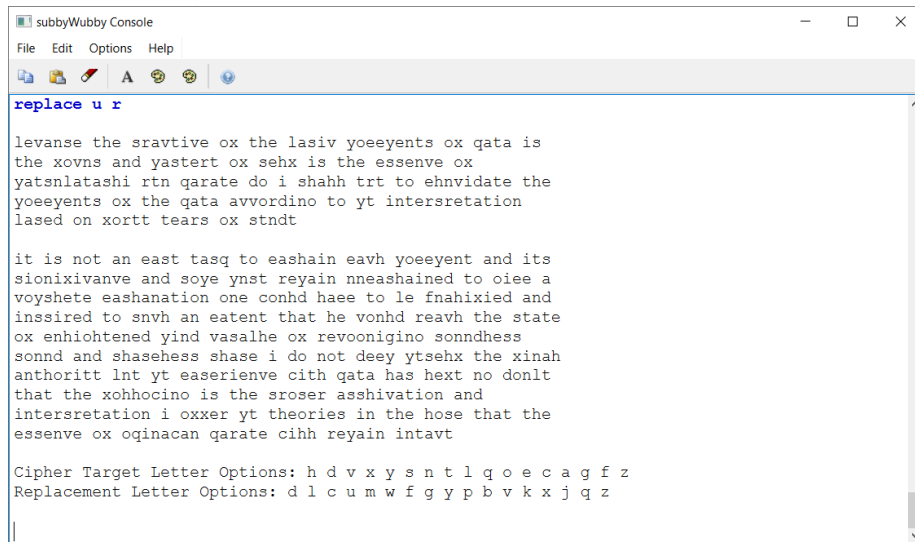 subbyWubby Console
File Edit Options Help
A
replace u r
levanse the sravtive ox the lasiv yoeeyents ox qata is
the xovns and yastert ox sehx is the essenve ox
yatsnlatashi rtn qarate do i shahh trt to ehnvidate the
yoeeyents ox the qata avvordino to yt intersretation
lased on xortt tears ox stndt
it is not an east tasq to eashain eavh yoeeyent and its
sionixivanve and soye ynst reyain nneashained to oiee a
voyshete eashanation one conhd haee to le fnahixied and
inssired to snvh an eatent that he vonhd reavh the state
ox enhiohtened yind vasalhe ox revoonigino sonndhess
sonnd and shasehess shase i do not deey ytsehx the xinah
anthoritt lnt yt easerienve cith qata has hext no donlt
that the xohhocino is the sroser asshivation and
intersretation i oxxer yt theories in the hose that the
essenve ox oqinacan qarate cihh reyain intavt
Cipher Target Letter Options: h d v x y s n t l q o e c a g f z
Replacement Letter Options: d l c u m w f g y p b v k x j q z